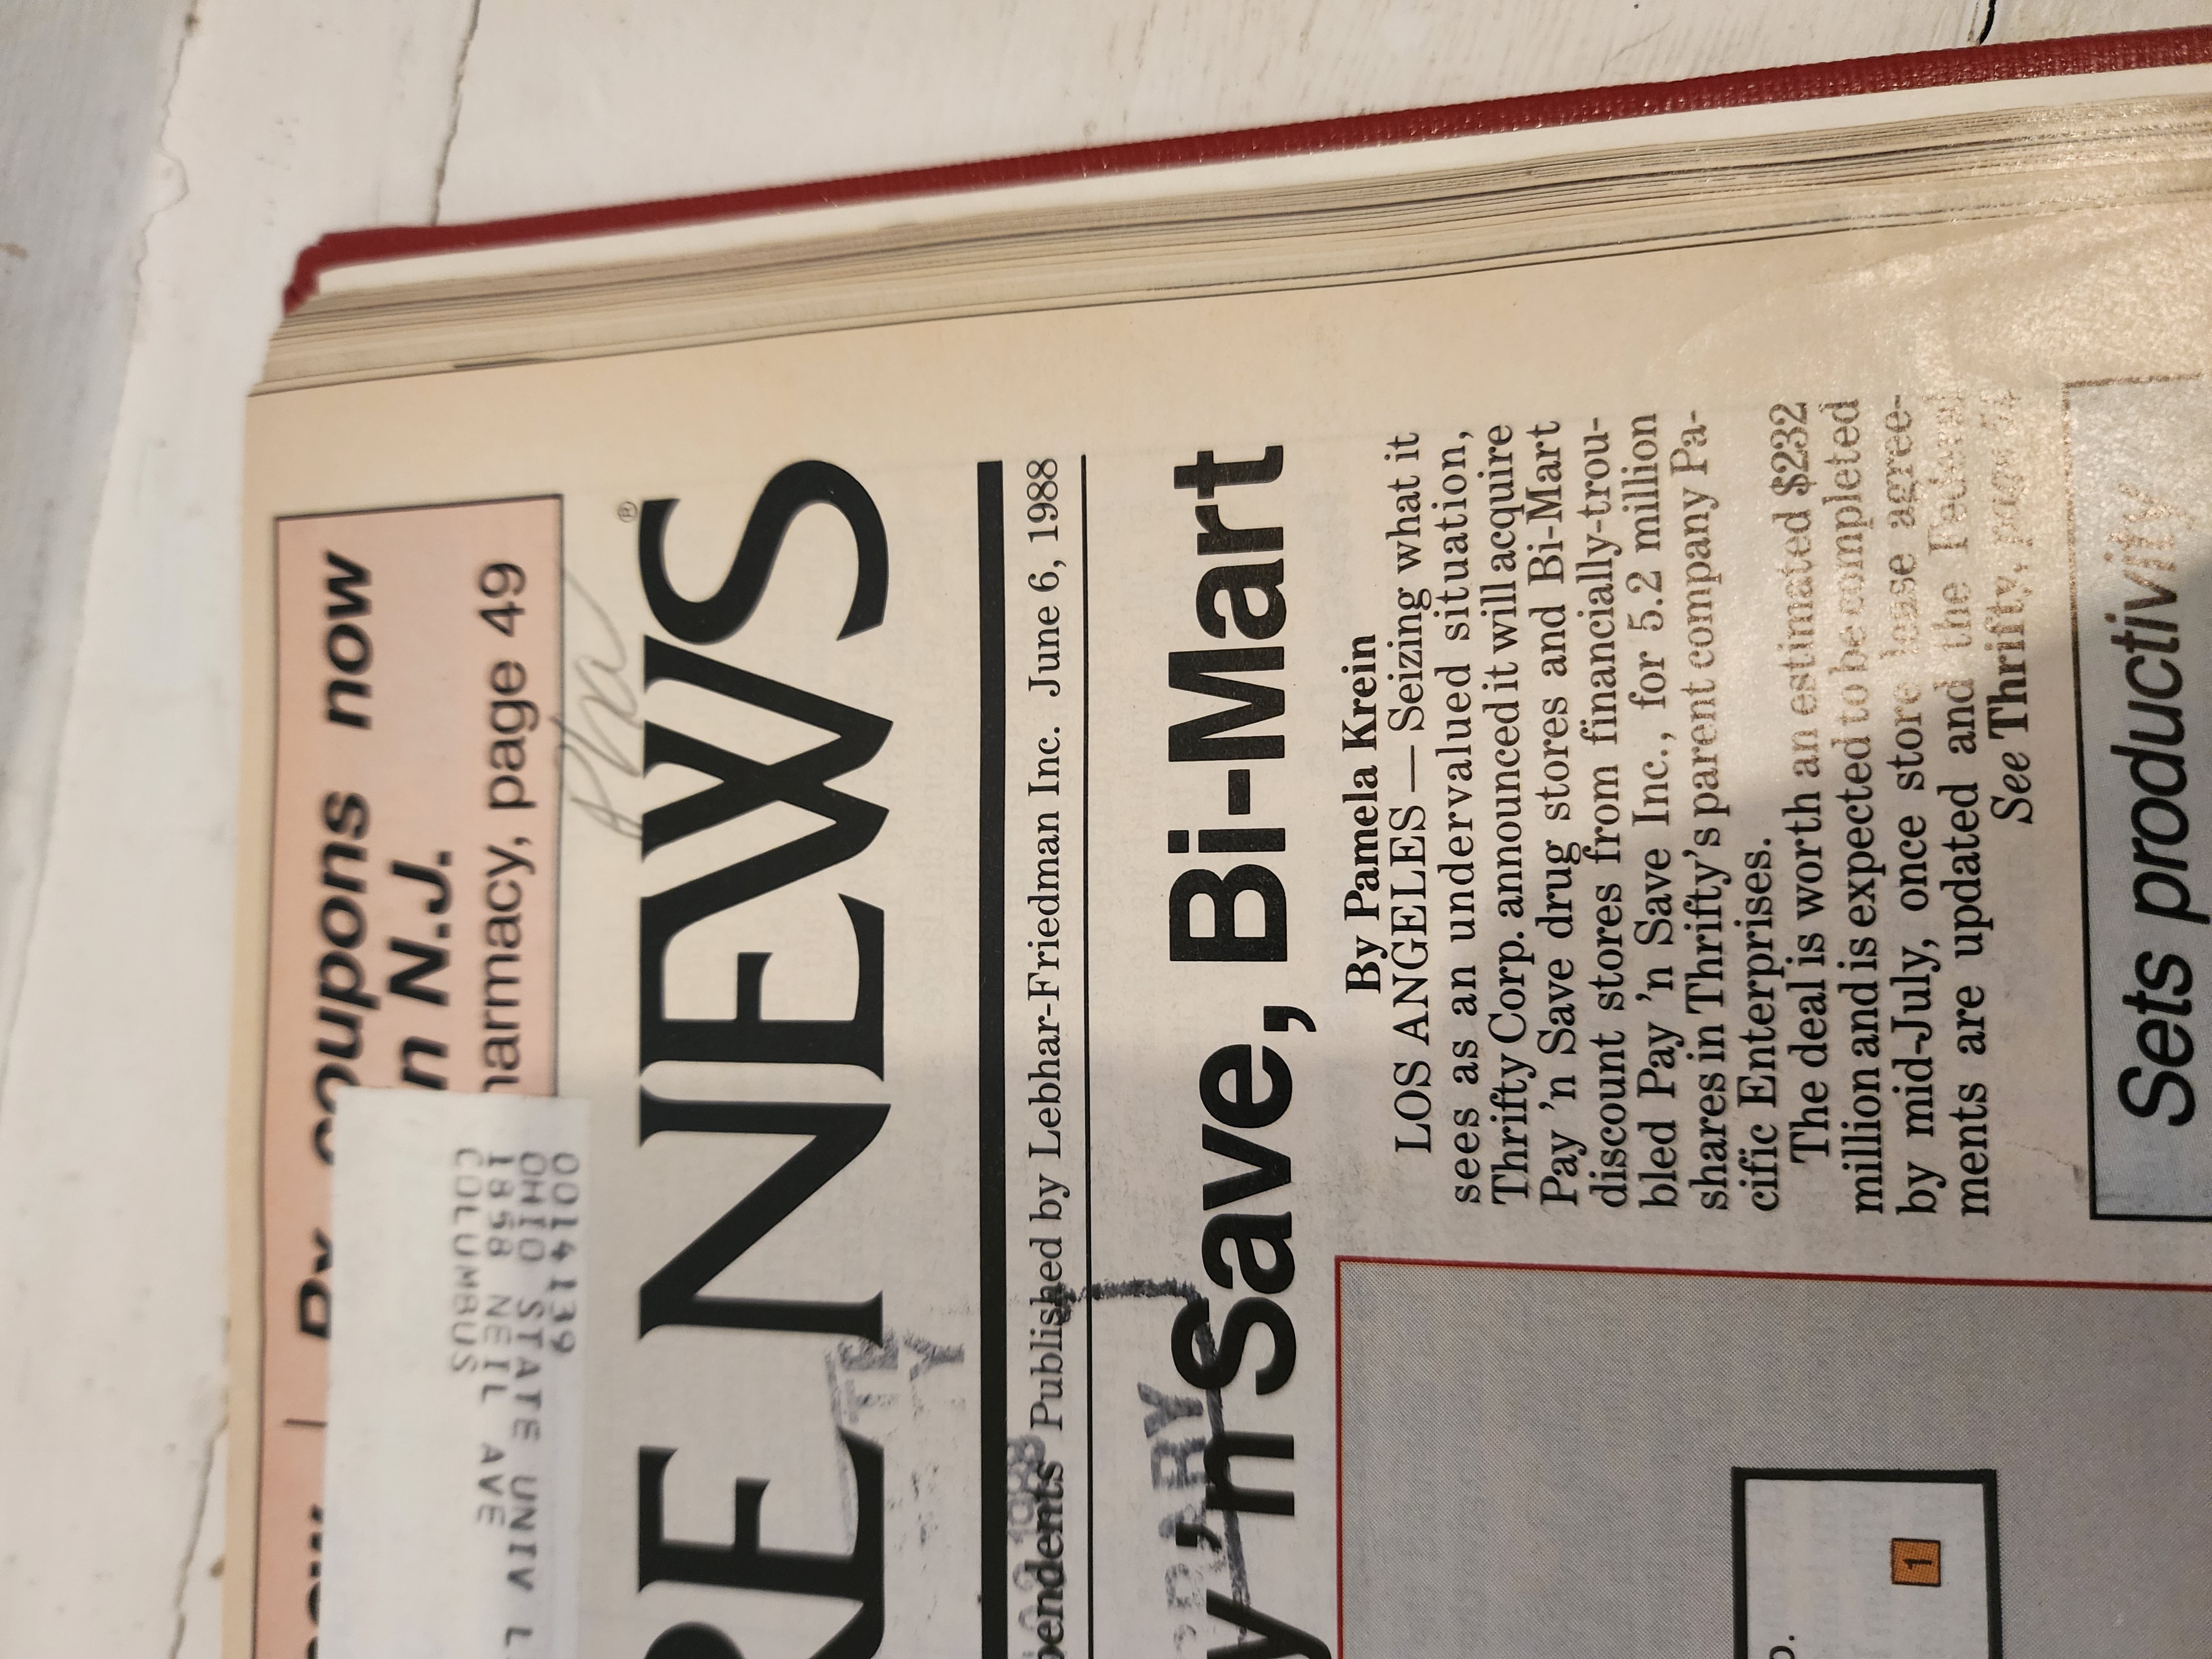 coupons now
n N.J.
harmacy, page 49
0014139
OHIO STATE UNIV L
1858 NEIL AVE
COLUMBUS
Pha
RE NEWS®
pendents Published by Lebhar-Friedman Inc. June 6, 1988
y 'n Save, Bi-Mart
By Pamela Krein
LOS ANGELES—Seizing what it
sees as an undervalued situation,
Thrifty Corp. announced it will acquire
Pay 'n Save drug stores and Bi-Mart
discount stores from financially-trou-
bled Pay 'n Save Inc., for 5.2 million
shares in Thrifty's parent company Pa-
cific Enterprises.
The deal is worth an estimated $232
million and is expected to be completed
by mid-July, once store lease agree-
ments are updated and the Federal
See Thrifty, page
Sets productivity
1